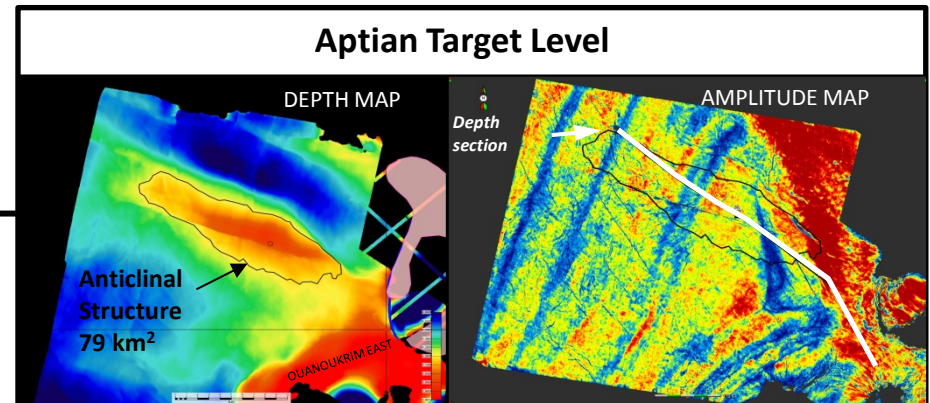 Aptian Target Level
DEPTH MAP
Anticlinal
Structure
79 km²
OUANOUKRIM EAST
AMPLITUDE MAP
Depth
section